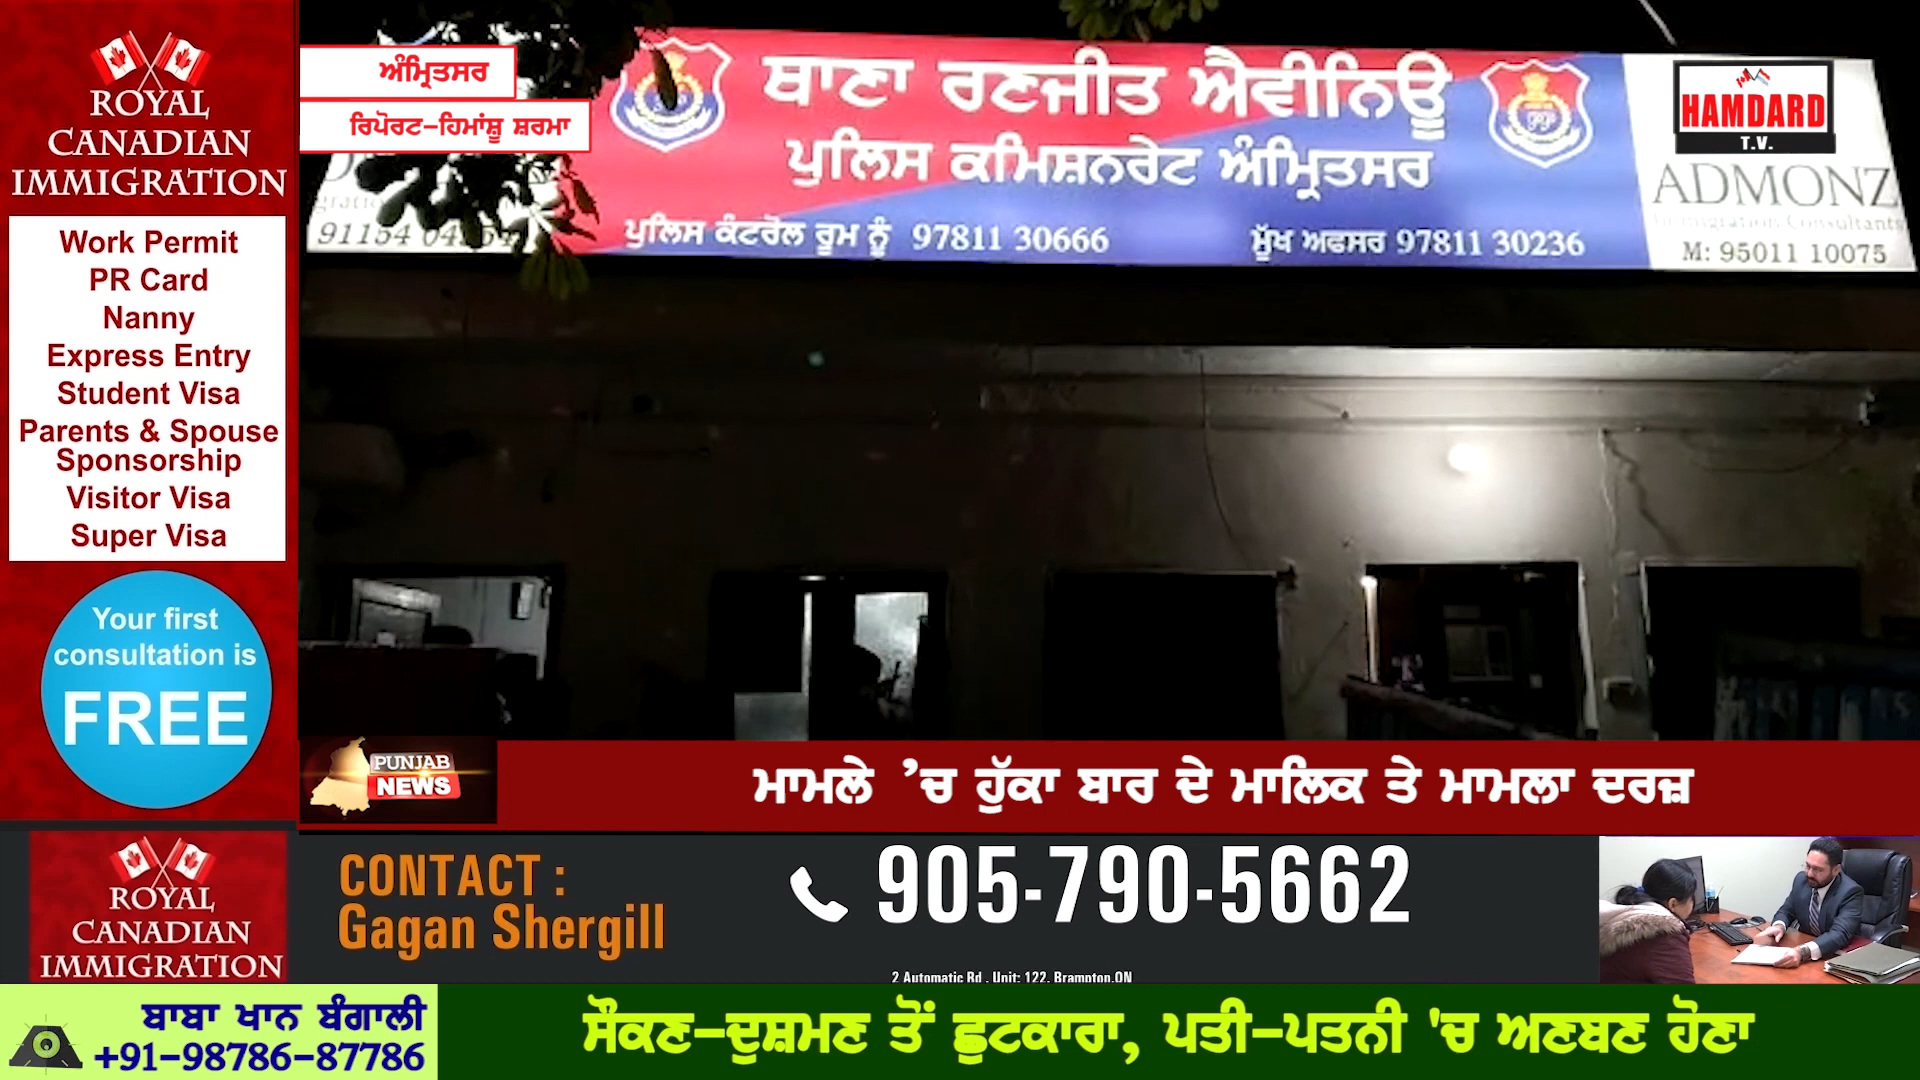 ROYAL
CANADIAN
IMMIGRATION
Work Permit
PR Card
Nanny
Express Entry
Student Visa
Parents & Spouse
Sponsorship
Visitor Visa
Super Visa
Your first
consultation is
FREE
ਅੰਮ੍ਰਿਤਸਰ
ਰਿਪੋਰਟ-ਹਿਮਾਂਸ਼ੂ ਸ਼ਰਮਾ
ਥਾਣਾ ਰਣਜੀਤ ਐਵੀਨਿਊ
ਪੁਲਿਸ ਕਮਿਸ਼ਨਰੇਟ ਅੰਮ੍ਰਿਤਸਰ
ਪੁਲਿਸ ਕੰਟਰੋਲ ਰੂਮ ਨੂੰ 97811 30666
ਮੁੱਖ ਅਫਸਰ 97811 30236
91154
HAMDARD
T.V.
ADMONZ
Immigration Consultants
M: 95011 10075
PUNJAB
NEWS
ਮਾਮਲੇ ’ਚ ਹੁੱਕਾ ਬਾਰ ਦੇ ਮਾਲਿਕ ਤੇ ਮਾਮਲਾ ਦਰਜ਼
ROYAL
CANADIAN
IMMIGRATION
CONTACT :
Gagan Shergill
905-790-5662
2 Automatic Rd , Unit: 122, Brampton,ON
ਬਾਬਾ ਖਾਨ ਬੰਗਾਲੀ
+91-98786-87786
ਸੌਕਣ-ਦੁਸ਼ਮਣ ਤੋਂ ਛੁਟਕਾਰਾ, ਪਤੀ-ਪਤਨੀ 'ਚ ਅਣਬਣ ਹੋਣਾ